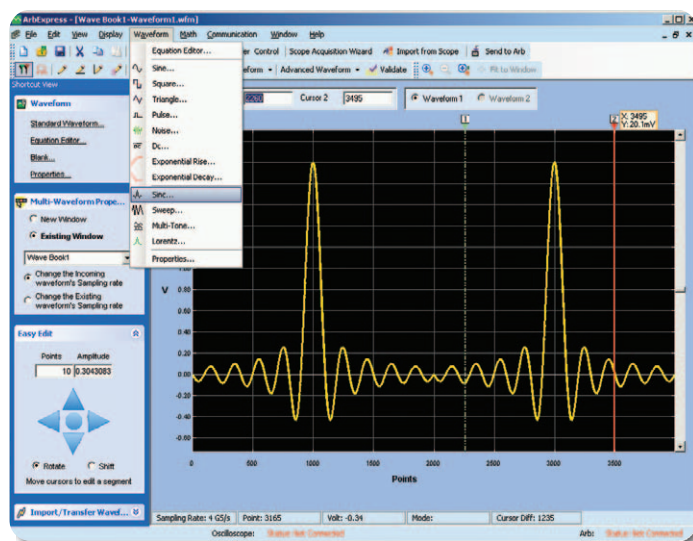 ArbExpress - [Wave Book1-Waveform1.wfm]
File Edit View Display Waveform Math Communication Window Help
er Control Scope Acquisition Wizard Import from Scope Send to Arb
eform Advanced Waveform Validate Fit to Window
Shortcut View
Cursor 2 3495 Waveform 1 Waveform 2
Waveform
Standard Waveform...
Equation Editor...
Blank...
Properties...
Equation Editor...
Sine...
Square...
Triangle...
Pulse...
Noise...
Dc...
Exponential Rise...
Exponential Decay...
Sinc...
Sweep...
Multi-Tone...
Lorentz...
Properties...
1
2
X: 3495
Y: 20.1mV
Multi-Waveform Prope...
New Window
Existing Window
Wave Book1
Change the Incoming
waveform's Sampling rate
Change the Existing
waveform's Sampling rate
Easy Edit
Points Amplitude
10 0.3043083
Rotate Shift
Move cursors to edit a segment
Import/Transfer Wavef...
1.00
V 0.80
0.60
0.40
0.20
0.00
-0.20
-0.40
-0.60
0 500 1000 1500 2000 2500 3000 3500
Points
Sampling Rate: 4 GS/s Point: 3165 Volt: -0.34 Mode: Cursor Diff: 1235
Oscilloscope: Status: Not Connected Arb: Status: Not Connected